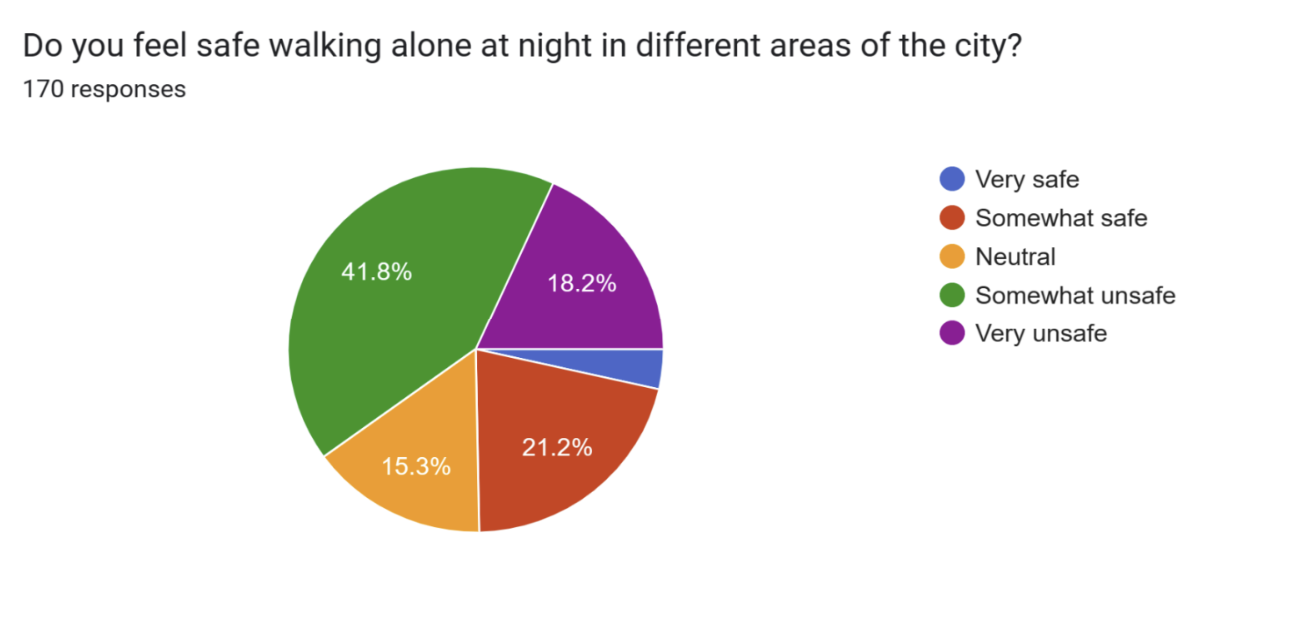 Do you feel safe walking alone at night in different areas of the city?
170 responses
41.8%
18.2%
21.2%
15.3%
Very safe
Somewhat safe
Neutral
Somewhat unsafe
Very unsafe